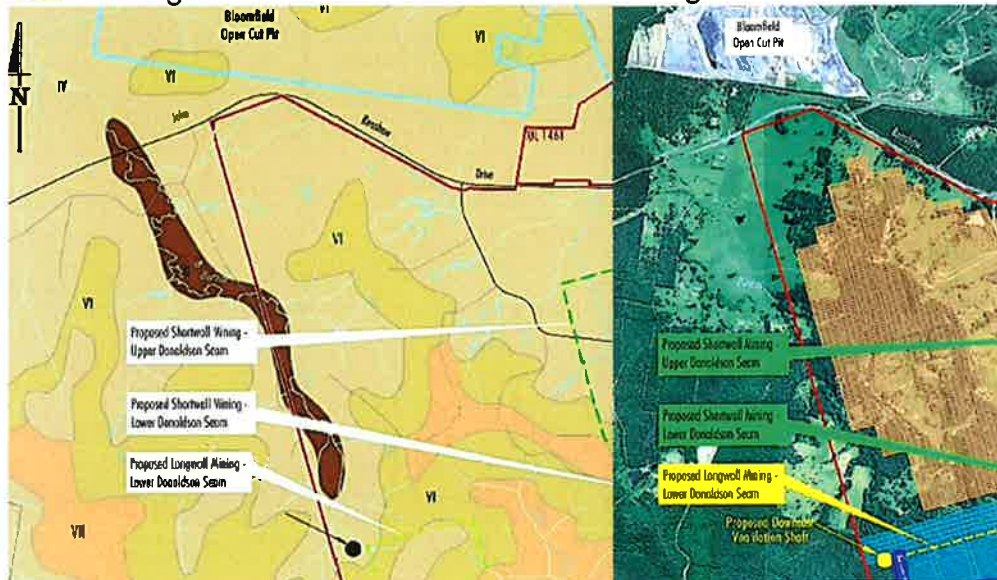 Bloomfield
Open Cut Pit
VI
VI
VI
IV
N
John
Renshaw
Drive
ML 1461
VI
VI
Proposed Shortwall Mining -
Upper Donaldson Seam
Proposed Shortwall Mining -
Lower Donaldson Seam
Proposed Longwall Mining -
Lower Donaldson Seam
VI
VII
Bloomfield
Open Cut Pit
Proposed Shortwall Mining -
Upper Donaldson Seam
Proposed Shortwall Mining -
Lower Donaldson Seam
Proposed Longwall Mining -
Lower Donaldson Seam
Proposed Downcast
Ventilation Shaft